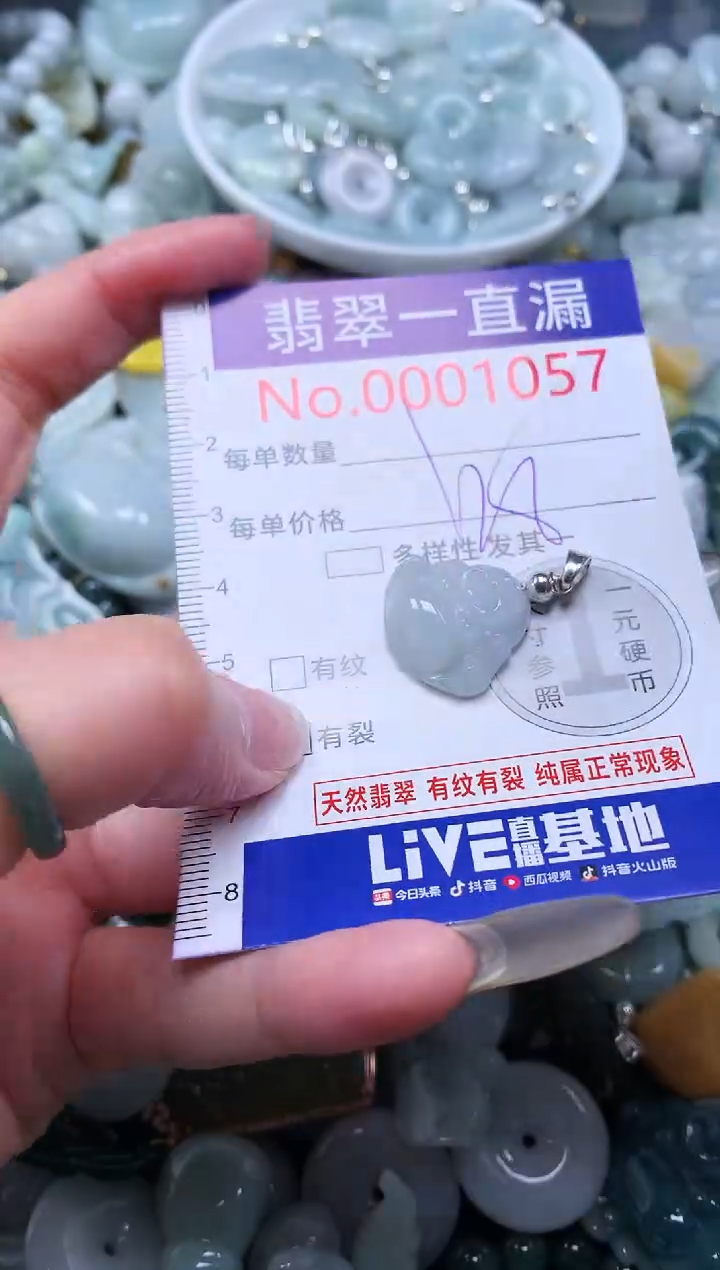 翡翠一直漏
No.0001057
1
2 每单数量
3 每单价格
多样性发其
4
5 有纹
有裂
一元硬币
寸参照
1
7
天然翡翠 有纹有裂 纯属正常现象
LiVE直播基地
8
今日头条 抖音 西瓜视频 抖音火山版